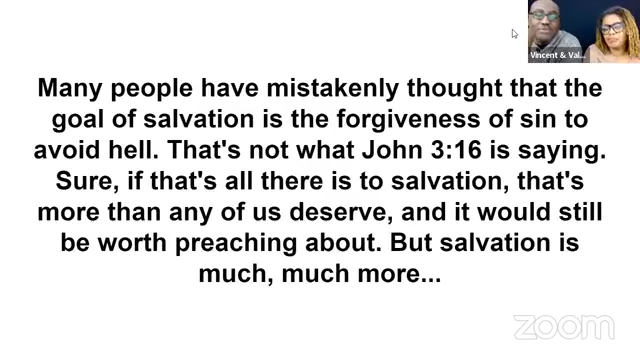 Vincent & Val...
Many people have mistakenly thought that the
goal of salvation is the forgiveness of sin to
avoid hell. That's not what John 3:16 is saying.
Sure, if that's all there is to salvation, that's
more than any of us deserve, and it would still
be worth preaching about. But salvation is
much, much more...
zoom